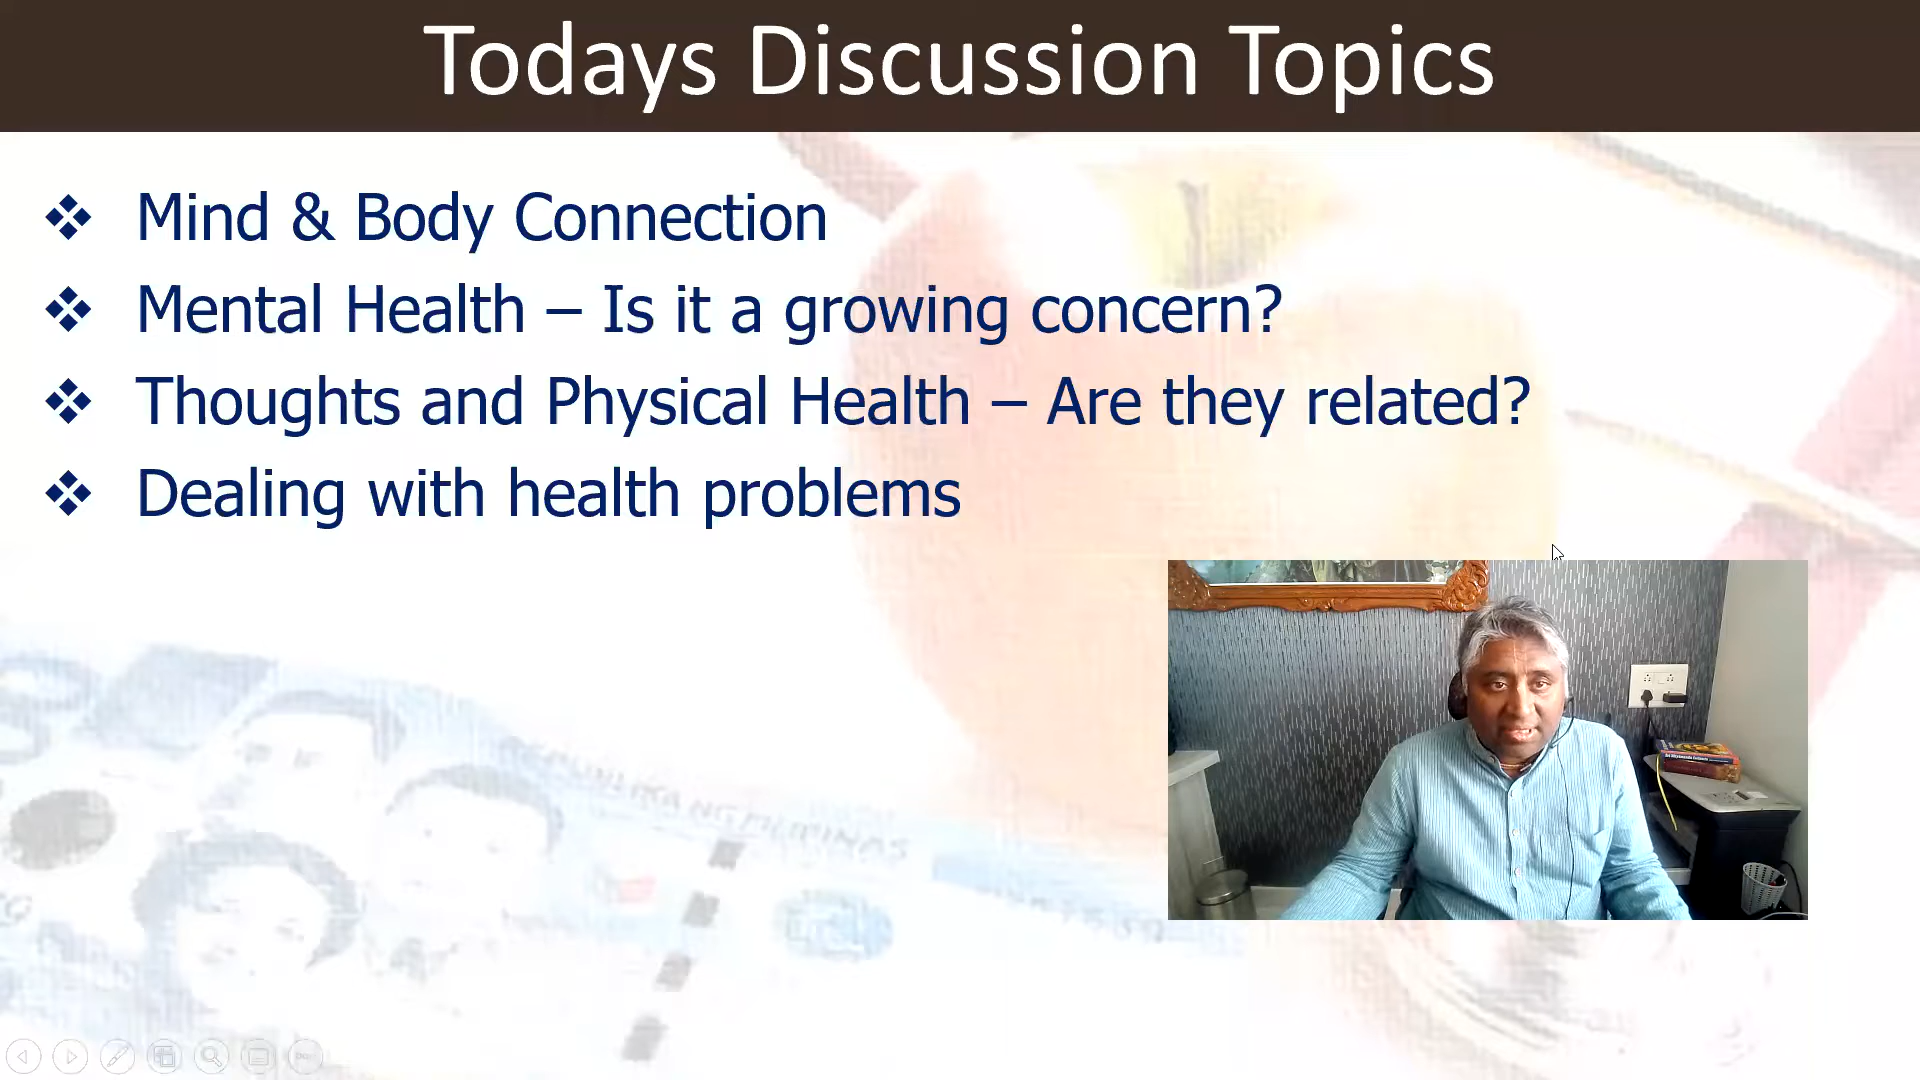 Todays Discussion Topics
Mind & Body Connection
Mental Health – Is it a growing concern?
Thoughts and Physical Health – Are they related?
Dealing with health problems